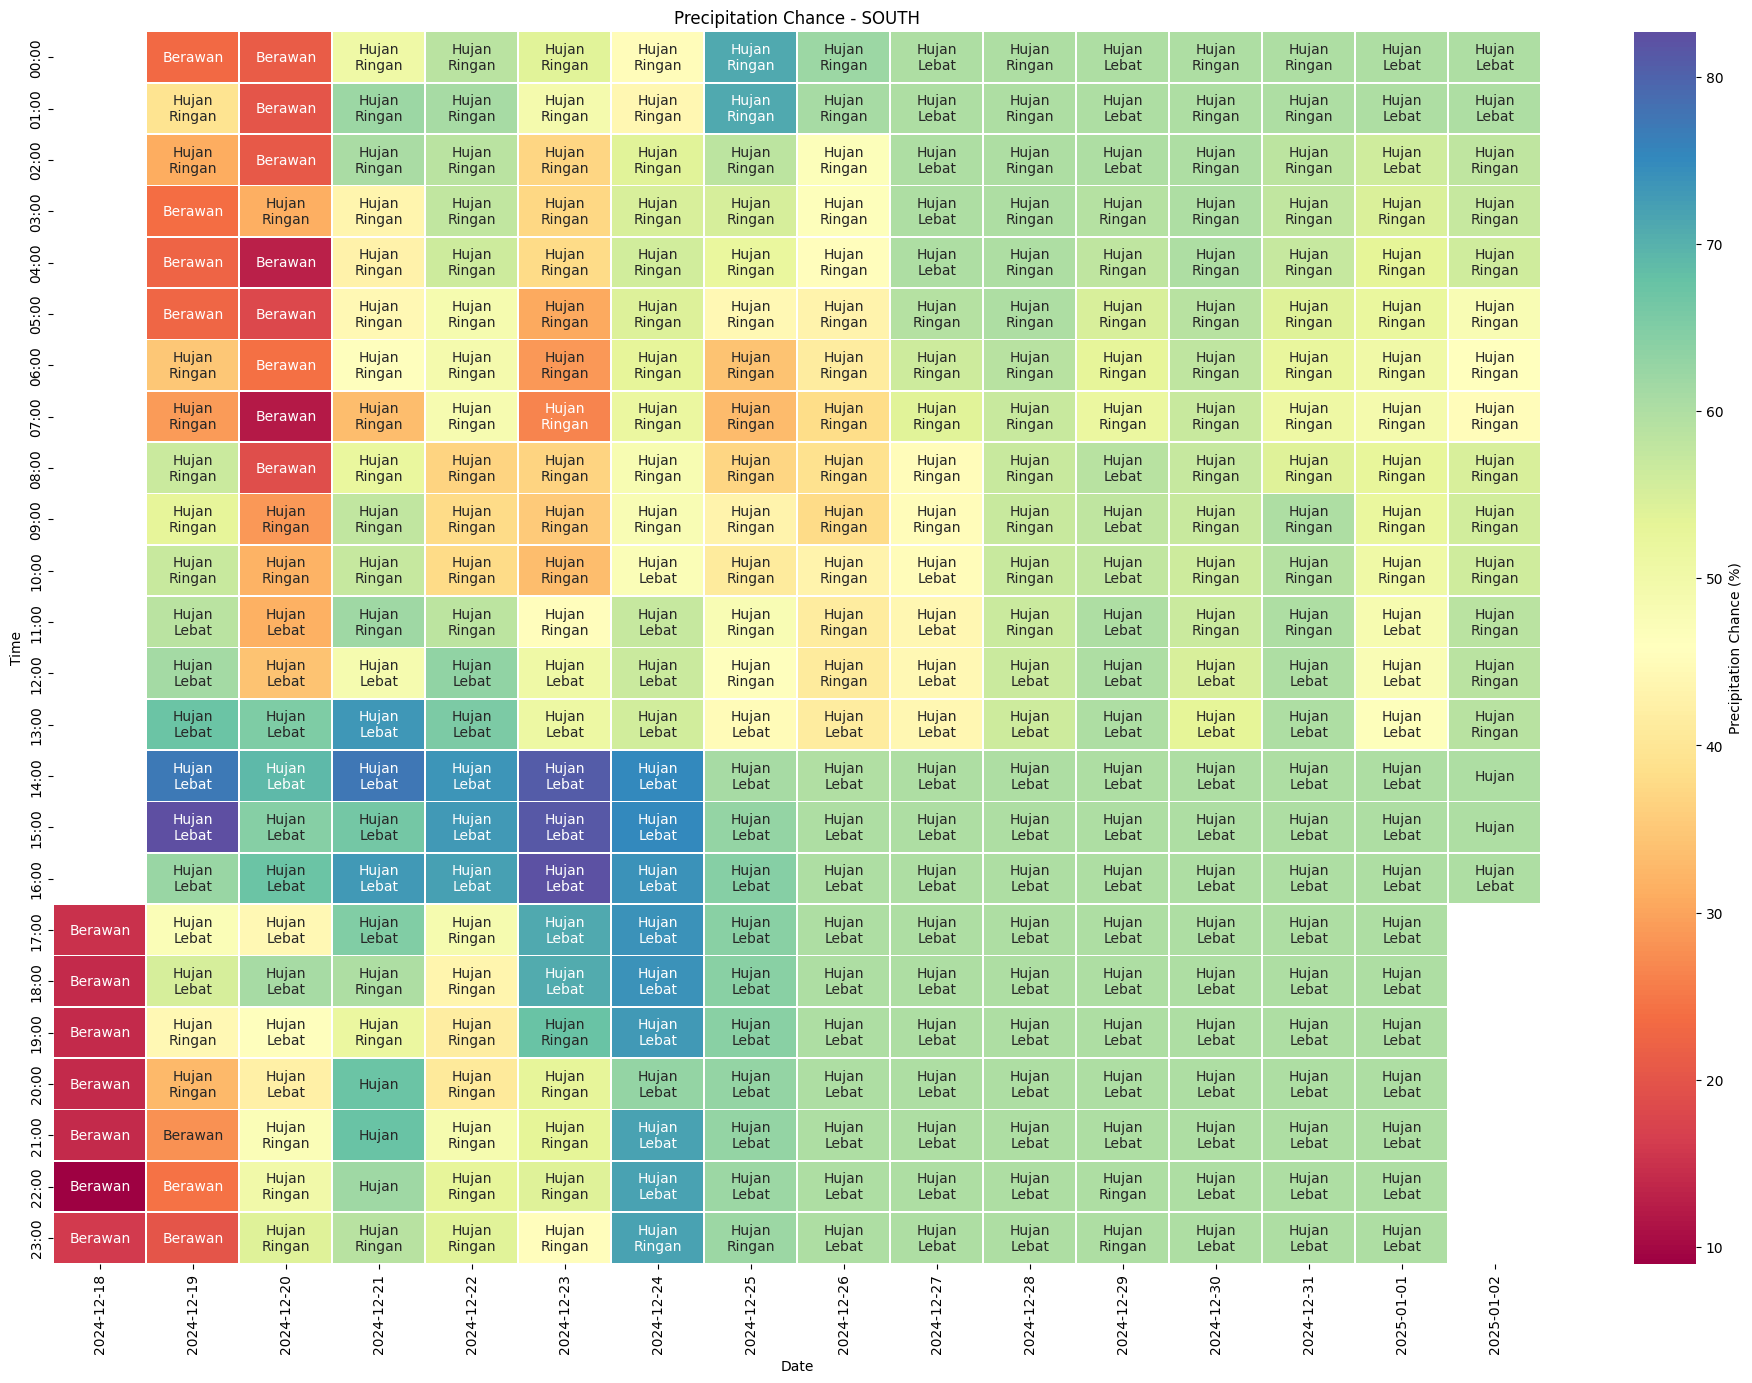 Precipitation Chance - SOUTH
00:00 Berawan Berawan Hujan Ringan Hujan Ringan Hujan Ringan Hujan Ringan Hujan Ringan Hujan Ringan Hujan Lebat Hujan Ringan Hujan Lebat Hujan Ringan Hujan Ringan Hujan Lebat Hujan Lebat
01:00 Hujan Ringan Berawan Hujan Ringan Hujan Ringan Hujan Ringan Hujan Ringan Hujan Ringan Hujan Ringan Hujan Lebat Hujan Ringan Hujan Lebat Hujan Ringan Hujan Ringan Hujan Lebat Hujan Lebat
02:00 Hujan Ringan Berawan Hujan Ringan Hujan Ringan Hujan Ringan Hujan Ringan Hujan Ringan Hujan Ringan Hujan Lebat Hujan Ringan Hujan Lebat Hujan Ringan Hujan Ringan Hujan Lebat Hujan Ringan
03:00 Berawan Hujan Ringan Hujan Ringan Hujan Ringan Hujan Ringan Hujan Ringan Hujan Ringan Hujan Ringan Hujan Lebat Hujan Ringan Hujan Ringan Hujan Ringan Hujan Ringan Hujan Ringan Hujan Ringan
04:00 Berawan Berawan Hujan Ringan Hujan Ringan Hujan Ringan Hujan Ringan Hujan Ringan Hujan Ringan Hujan Lebat Hujan Ringan Hujan Ringan Hujan Ringan Hujan Ringan Hujan Ringan Hujan Ringan
05:00 Berawan Berawan Hujan Ringan Hujan Ringan Hujan Ringan Hujan Ringan Hujan Ringan Hujan Ringan Hujan Ringan Hujan Ringan Hujan Ringan Hujan Ringan Hujan Ringan Hujan Ringan Hujan Ringan
06:00 Hujan Ringan Berawan Hujan Ringan Hujan Ringan Hujan Ringan Hujan Ringan Hujan Ringan Hujan Ringan Hujan Ringan Hujan Ringan Hujan Ringan Hujan Ringan Hujan Ringan Hujan Ringan Hujan Ringan
07:00 Hujan Ringan Berawan Hujan Ringan Hujan Ringan Hujan Ringan Hujan Ringan Hujan Ringan Hujan Ringan Hujan Ringan Hujan Ringan Hujan Ringan Hujan Ringan Hujan Ringan Hujan Ringan Hujan Ringan
08:00 Hujan Ringan Berawan Hujan Ringan Hujan Ringan Hujan Ringan Hujan Ringan Hujan Ringan Hujan Ringan Hujan Ringan Hujan Ringan Hujan Lebat Hujan Ringan Hujan Ringan Hujan Ringan Hujan Ringan
09:00 Hujan Ringan Hujan Ringan Hujan Ringan Hujan Ringan Hujan Ringan Hujan Ringan Hujan Ringan Hujan Ringan Hujan Ringan Hujan Ringan Hujan Lebat Hujan Ringan Hujan Ringan Hujan Ringan Hujan Ringan
10:00 Hujan Ringan Hujan Ringan Hujan Ringan Hujan Ringan Hujan Ringan Hujan Lebat Hujan Ringan Hujan Ringan Hujan Lebat Hujan Ringan Hujan Lebat Hujan Ringan Hujan Ringan Hujan Ringan Hujan Ringan
11:00 Hujan Lebat Hujan Lebat Hujan Ringan Hujan Ringan Hujan Ringan Hujan Lebat Hujan Ringan Hujan Ringan Hujan Lebat Hujan Ringan Hujan Lebat Hujan Ringan Hujan Ringan Hujan Lebat Hujan Ringan
12:00 Hujan Lebat Hujan Lebat Hujan Lebat Hujan Lebat Hujan Lebat Hujan Lebat Hujan Ringan Hujan Ringan Hujan Lebat Hujan Lebat Hujan Lebat Hujan Lebat Hujan Lebat Hujan Lebat Hujan Ringan
13:00 Hujan Lebat Hujan Lebat Hujan Lebat Hujan Lebat Hujan Lebat Hujan Lebat Hujan Lebat Hujan Lebat Hujan Lebat Hujan Lebat Hujan Lebat Hujan Lebat Hujan Lebat Hujan Lebat Hujan Ringan
14:00 Hujan Lebat Hujan Lebat Hujan Lebat Hujan Lebat Hujan Lebat Hujan Lebat Hujan Lebat Hujan Lebat Hujan Lebat Hujan Lebat Hujan Lebat Hujan Lebat Hujan Lebat Hujan Lebat Hujan
15:00 Hujan Lebat Hujan Lebat Hujan Lebat Hujan Lebat Hujan Lebat Hujan Lebat Hujan Lebat Hujan Lebat Hujan Lebat Hujan Lebat Hujan Lebat Hujan Lebat Hujan Lebat Hujan Lebat Hujan
16:00 Hujan Lebat Hujan Lebat Hujan Lebat Hujan Lebat Hujan Lebat Hujan Lebat Hujan Lebat Hujan Lebat Hujan Lebat Hujan Lebat Hujan Lebat Hujan Lebat Hujan Lebat Hujan Lebat Hujan Lebat
17:00 Berawan Hujan Lebat Hujan Lebat Hujan Lebat Hujan Ringan Hujan Lebat Hujan Lebat Hujan Lebat Hujan Lebat Hujan Lebat Hujan Lebat Hujan Lebat Hujan Lebat Hujan Lebat Hujan Lebat
18:00 Berawan Hujan Lebat Hujan Lebat Hujan Ringan Hujan Ringan Hujan Lebat Hujan Lebat Hujan Lebat Hujan Lebat Hujan Lebat Hujan Lebat Hujan Lebat Hujan Lebat Hujan Lebat Hujan Lebat
19:00 Berawan Hujan Ringan Hujan Lebat Hujan Ringan Hujan Ringan Hujan Ringan Hujan Lebat Hujan Lebat Hujan Lebat Hujan Lebat Hujan Lebat Hujan Lebat Hujan Lebat Hujan Lebat Hujan Lebat
20:00 Berawan Hujan Ringan Hujan Lebat Hujan Hujan Ringan Hujan Ringan Hujan Lebat Hujan Lebat Hujan Lebat Hujan Lebat Hujan Lebat Hujan Lebat Hujan Lebat Hujan Lebat Hujan Lebat
21:00 Berawan Berawan Hujan Ringan Hujan Hujan Ringan Hujan Ringan Hujan Lebat Hujan Lebat Hujan Lebat Hujan Lebat Hujan Lebat Hujan Lebat Hujan Lebat Hujan Lebat Hujan Lebat
22:00 Berawan Berawan Hujan Ringan Hujan Hujan Ringan Hujan Ringan Hujan Lebat Hujan Lebat Hujan Lebat Hujan Lebat Hujan Lebat Hujan Ringan Hujan Lebat Hujan Lebat Hujan Lebat
23:00 Berawan Berawan Hujan Ringan Hujan Ringan Hujan Ringan Hujan Ringan Hujan Ringan Hujan Ringan Hujan Lebat Hujan Lebat Hujan Lebat Hujan Ringan Hujan Lebat Hujan Lebat Hujan Lebat
Time
2024-12-18 2024-12-19 2024-12-20 2024-12-21 2024-12-22 2024-12-23 2024-12-24 2024-12-25 2024-12-26 2024-12-27 2024-12-28 2024-12-29 2024-12-30 2024-12-31 2025-01-01 2025-01-02
Date
80
70
60
50
40
30
20
10
Precipitation Chance (%)